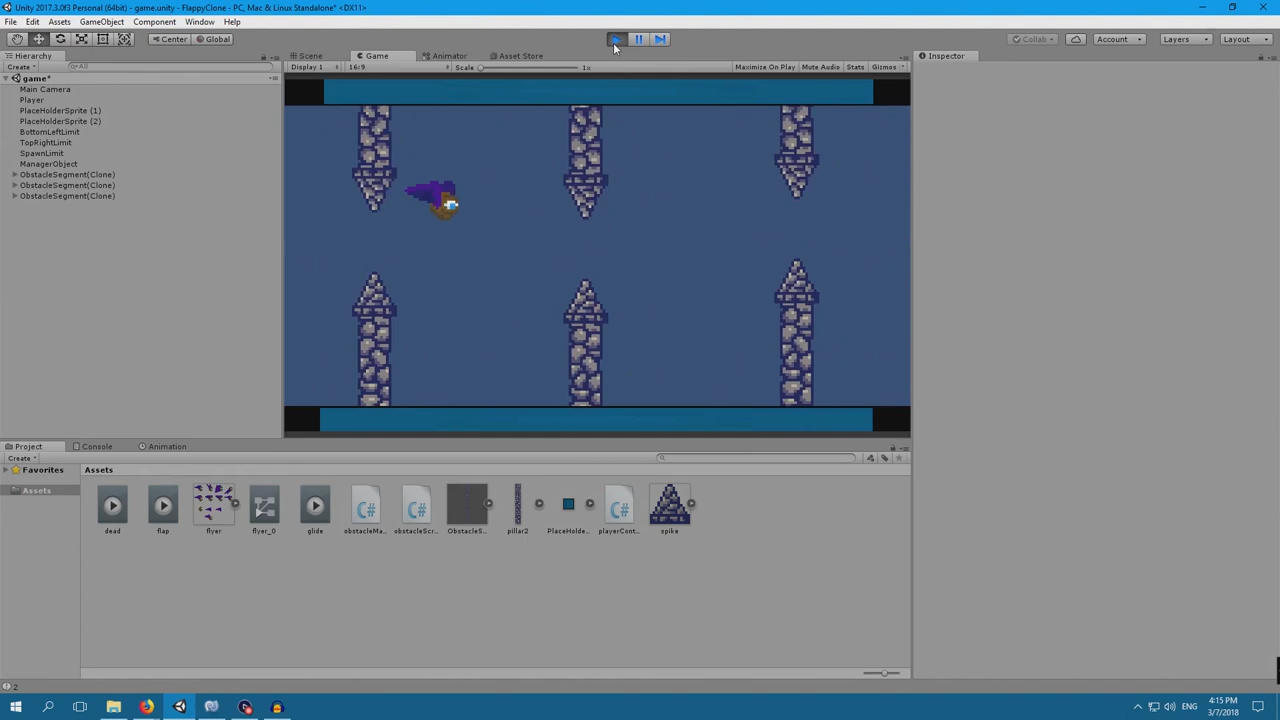 Unity 2017.3.0f3 Personal (64bit) - game.unity - FlappyClone - PC, Mac & Linux Standalone* <DX11>
File Edit Assets GameObject Component Window Help
Center Global Collab Account Layers Layout
Hierarchy Scene Game Animator Asset Store Inspector
Create All Display 1 16:9 Scale 1x Maximize On Play Mute Audio Stats Gizmos
game*
Main Camera
Player
PlaceHolderSprite (1)
PlaceHolderSprite (2)
BottomLeftLimit
TopRightLimit
SpawnLimit
ManagerObject
ObstacleSegment(Clone)
ObstacleSegment(Clone)
ObstacleSegment(Clone)
Project Console Animation
Create
Favorites Assets
Assets
dead flap flyer flyer_0 glide obstacleMa... obstacleScr... ObstacleS... pillar2 PlaceHolde... playerCont... spike
C# C# C#
2
ENG 4:15 PM
3/7/2018